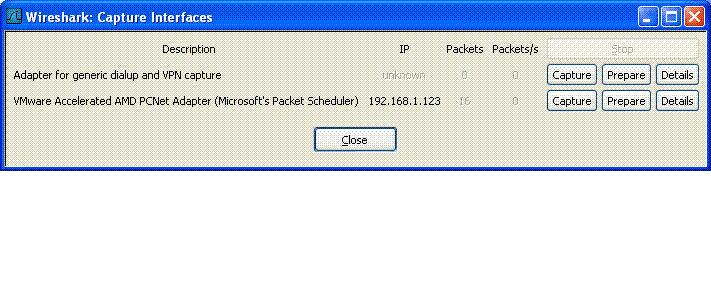 Wireshark: Capture Interfaces
Description IP Packets Packets/s Stop
Adapter for generic dialup and VPN capture unknown 0 0 Capture Prepare Details
VMware Accelerated AMD PCNet Adapter (Microsoft's Packet Scheduler) 192.168.1.123 16 0 Capture Prepare Details
Close